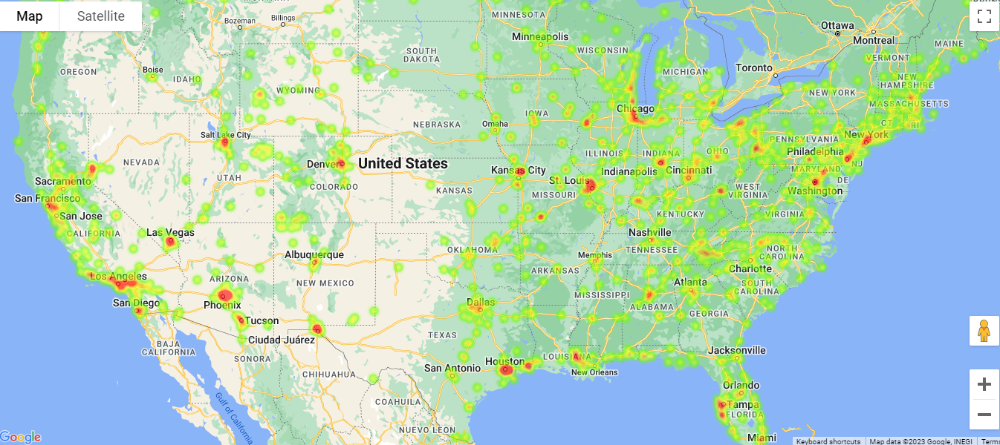 Map
Satellite
Bozeman
Billings
MINNESOTA
Ottawa
Montreal
MAINE
Minneapolis
WISCONSIN
SOUTH
DAKOTA
VERMONT
OREGON
Boise
IDAHO
WYOMING
MICHIGAN
Toronto
NEW
HAMPSHIRE
NEW YORK
MASSACHUSETTS
Chicago
IOWA
Omaha
NEBRASKA
CT
RI
Salt Lake City
New York
PENNSYLVANIA
Philadelphia
NEVADA
Denver
United States
ILLINOIS
INDIANA
OHIO
NJ
Kansas City
Indianapolis
Cincinnati
MARYLAND
Sacramento
UTAH
COLORADO
KANSAS
St. Louis
MISSOURI
WEST
VIRGINIA
DE
Washington
San Francisco
San Jose
KENTUCKY
VIRGINIA
CALIFORNIA
Las Vegas
Nashville
Albuquerque
OKLAHOMA
Memphis
TENNESSEE
NORTH
CAROLINA
Charlotte
Los Angeles
ARIZONA
NEW MEXICO
ARKANSAS
Atlanta
SOUTH
CAROLINA
San Diego
Phoenix
Dallas
MISSISSIPPI
ALABAMA
GEORGIA
Tucson
Ciudad Juárez
TEXAS
BAJA
CALIFORNIA
SONORA
CHIHUAHUA
San Antonio
Houston
LOUISIANA
New Orleans
Jacksonville
Gulf of California
COAHUILA
Orlando
Tampa
FLORIDA
NUEVO LEON
Miami
Google
Keyboard shortcuts
Map data ©2023 Google, INEGI
Terms